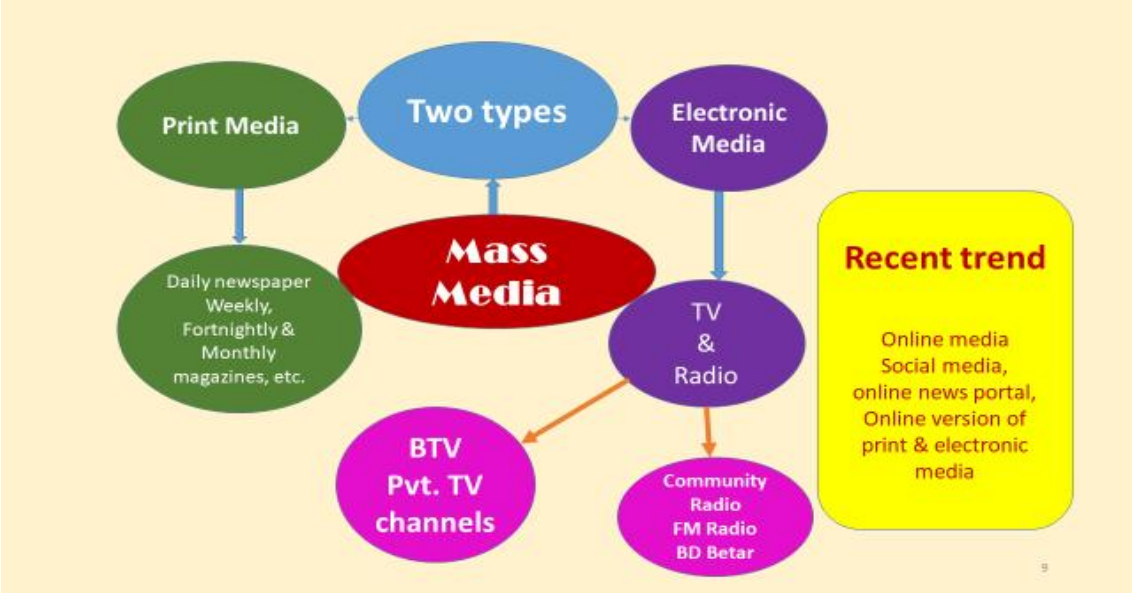 Print Media
Two types
Electronic
Media
Mass
Media
Daily newspaper
Weekly,
Fortnightly &
Monthly
magazines, etc.
TV
&
Radio
BTV
Pvt. TV
channels
Community
Radio
FM Radio
BD Betar
Recent trend
Online media
Social media,
online news portal,
Online version of
print & electronic
media
9